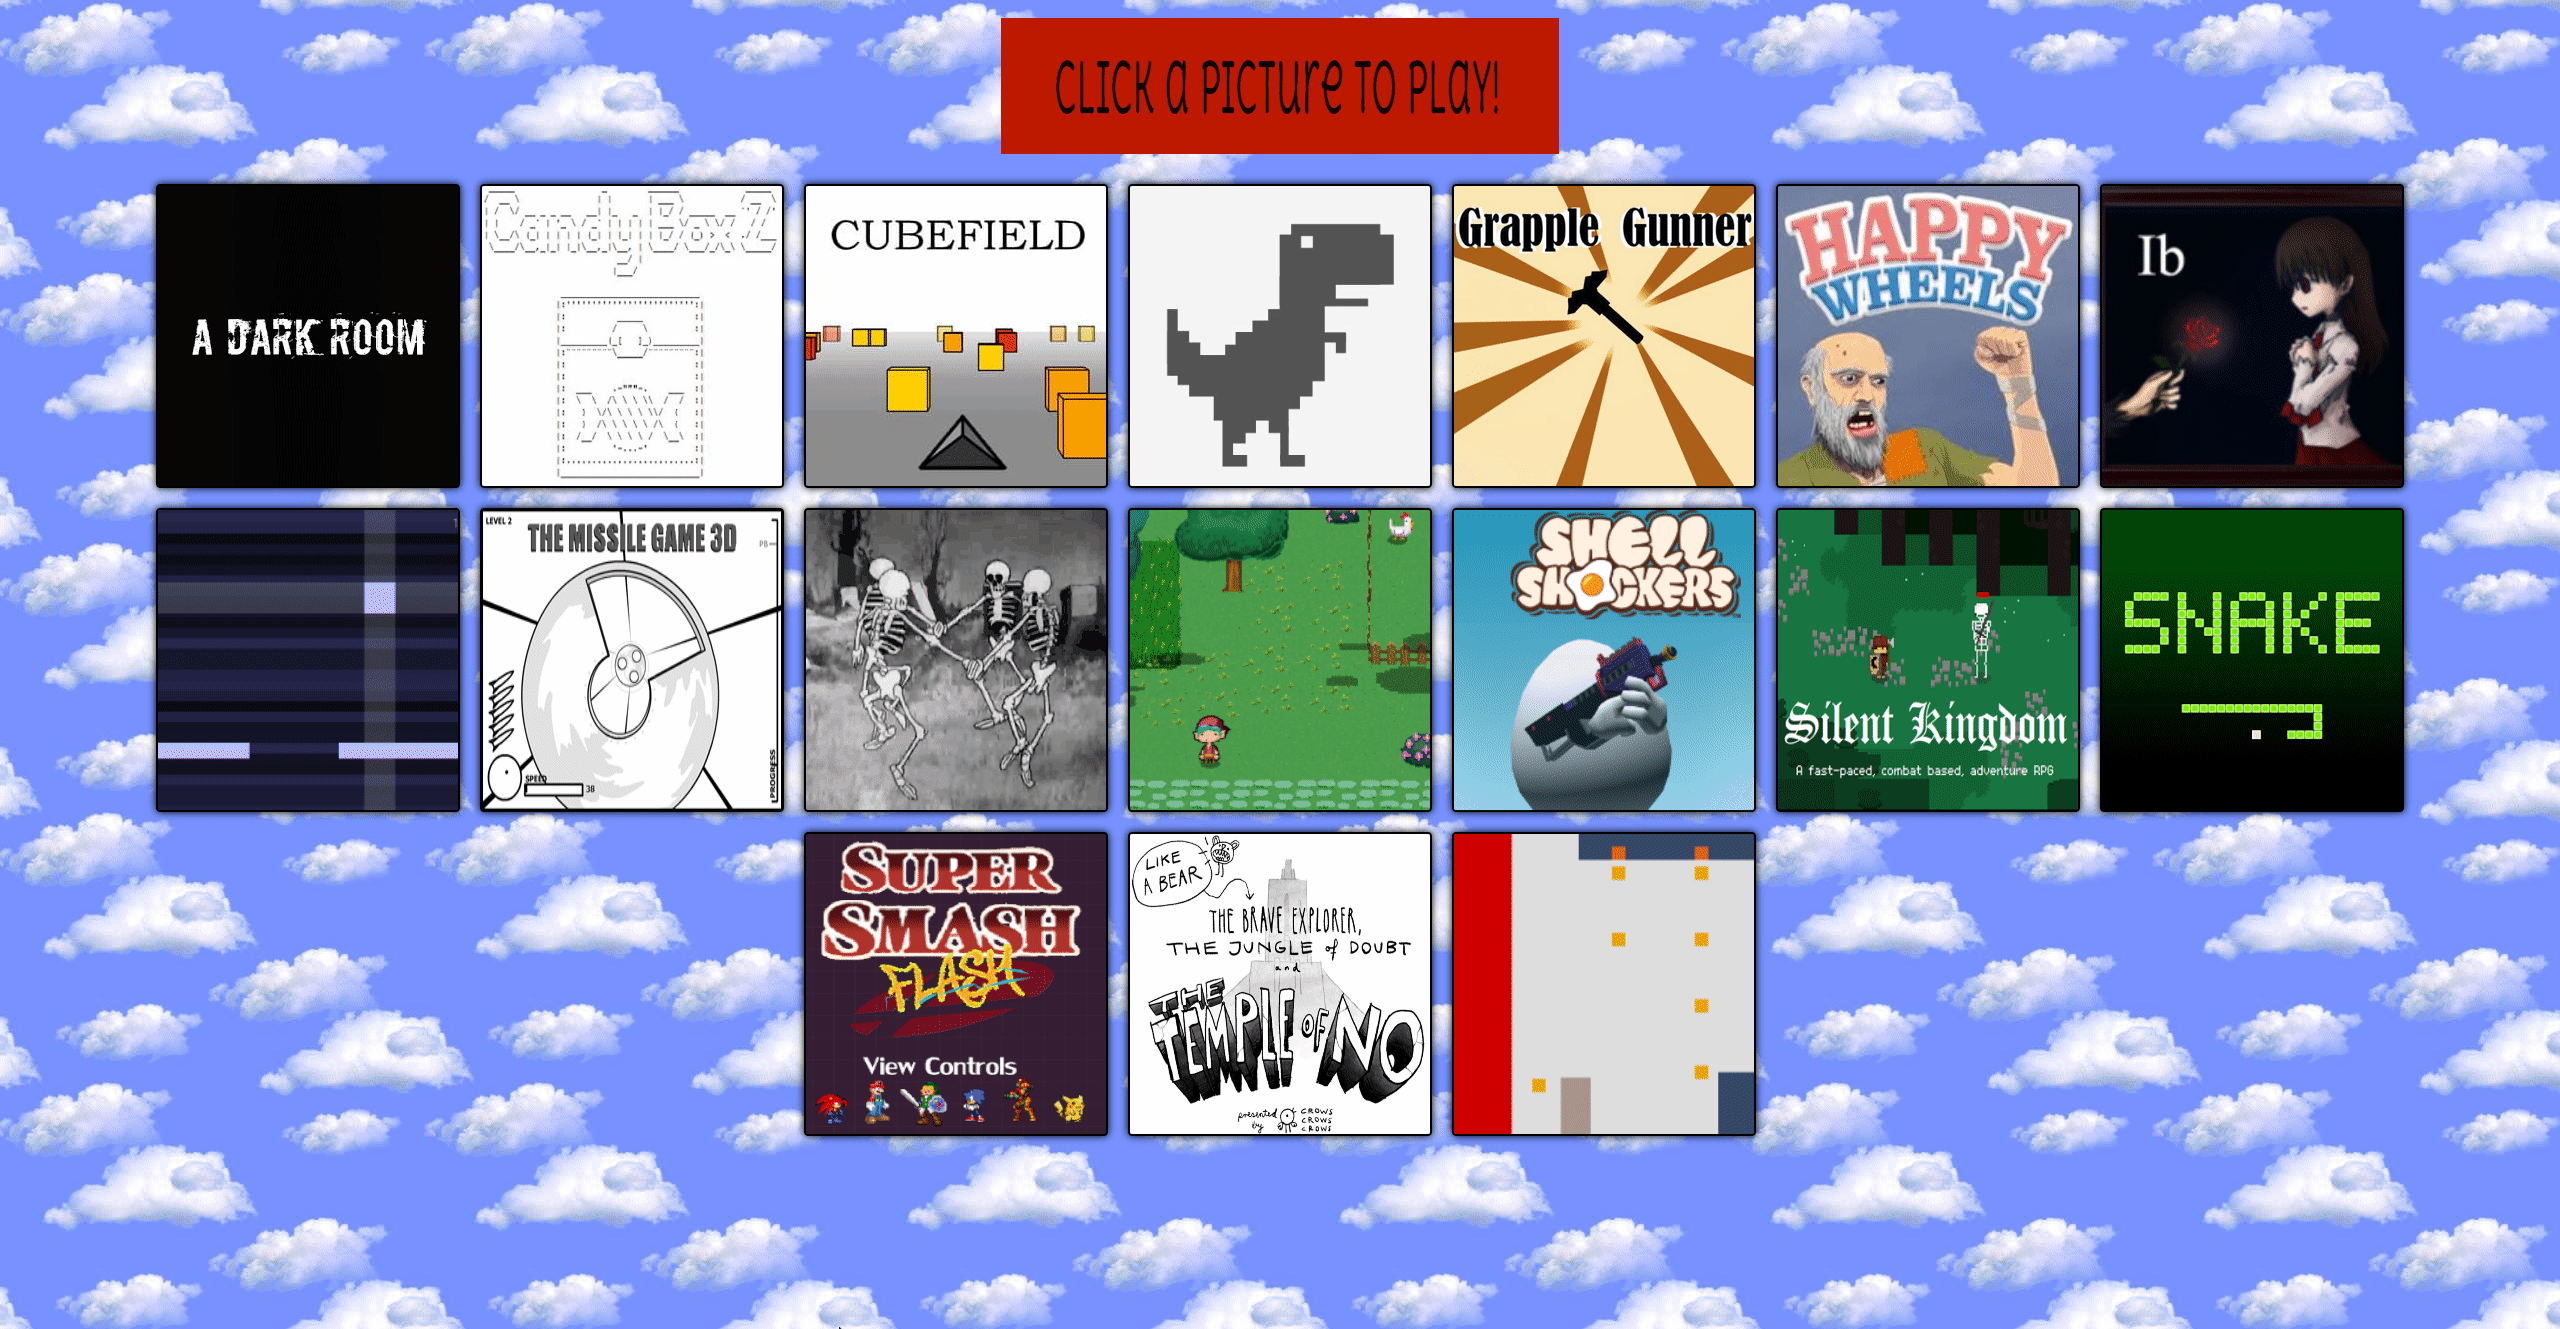 CLICK a PICTURE TO PLAY!
A DARK ROOM
Candy Box 2
CUBEFIELD
Grapple Gunner
HAPPY
WHEELS
Ib
LEVEL 2
THE MISSILE GAME 3D
PB
SPEED
38
PROGRESS
SHELL
SHOCKERS
Silent Kingdom
A fast-paced, combat based, adventure RPG
SNAKE
SUPER
SMASH
FLASH
View Controls
LIKE
A BEAR
THE BRAVE EXPLORER,
THE JUNGLE of DOUBT
and
THE
TEMPLE OF NO
presented
by
CROWS
CROWS
CROWS